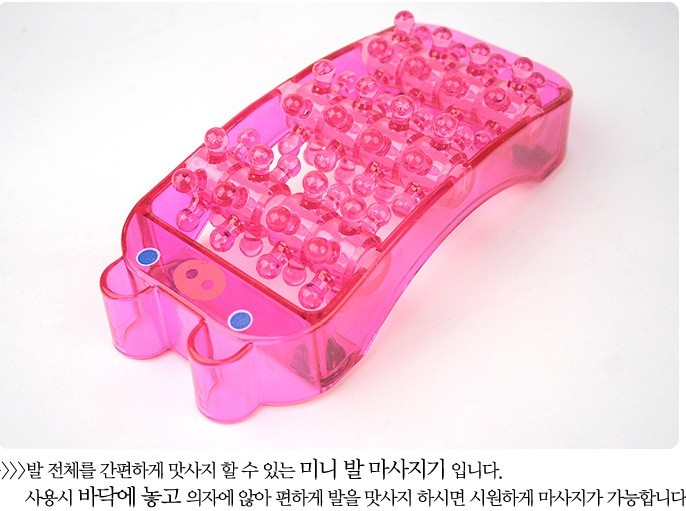 >>>발 전체를 간편하게 맛사지 할 수 있는 미니 발 마사지기 입니다.
사용시 바닥에 놓고 의자에 않아 편하게 발을 맛사지 하시면 시원하게 마사지가 가능합니다